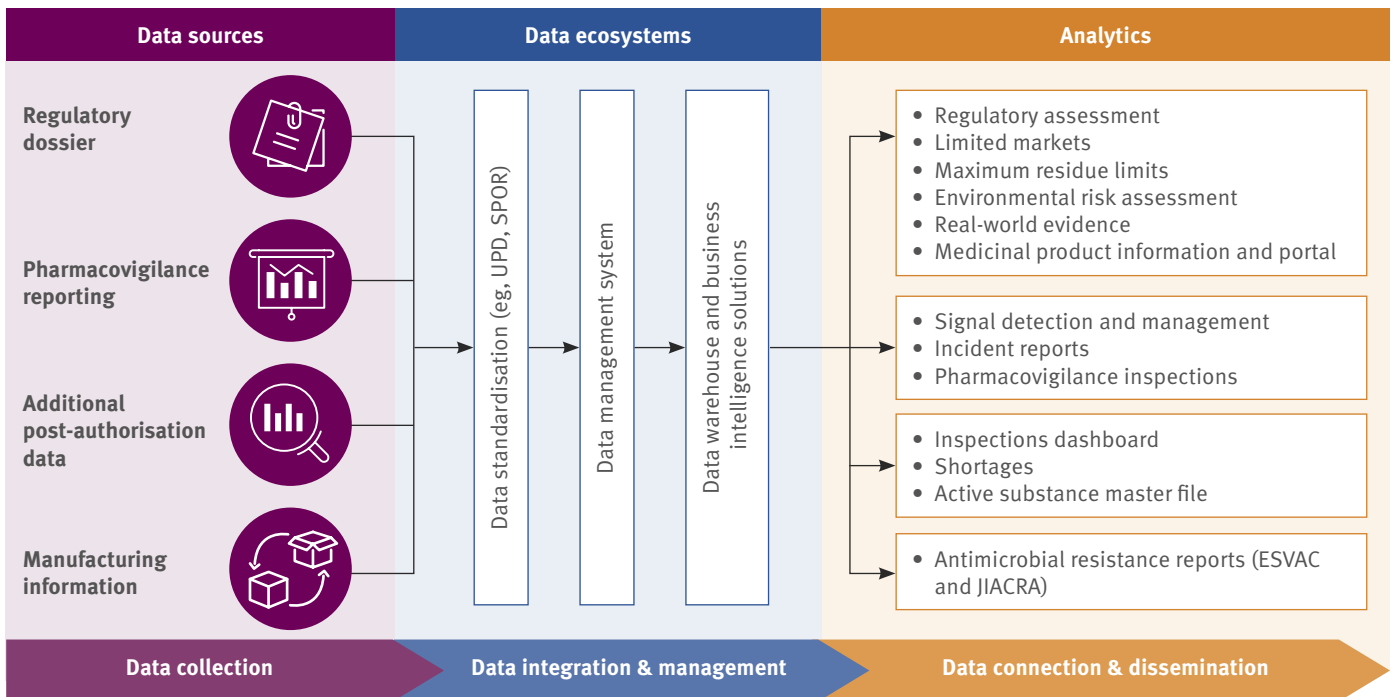 Data sources
Data ecosystems
Analytics
Regulatory
dossier
Pharmacovigilance
reporting
Additional
post-authorisation
data
Manufacturing
information
Data standardisation (eg, UPD, SPOR)
Data management system
Data warehouse and business
intelligence solutions
• Regulatory assessment
• Limited markets
• Maximum residue limits
• Environmental risk assessment
• Real-world evidence
• Medicinal product information and portal
• Signal detection and management
• Incident reports
• Pharmacovigilance inspections
• Inspections dashboard
• Shortages
• Active substance master file
• Antimicrobial resistance reports (ESVAC
and JIACRA)
Data collection
Data integration & management
Data connection & dissemination